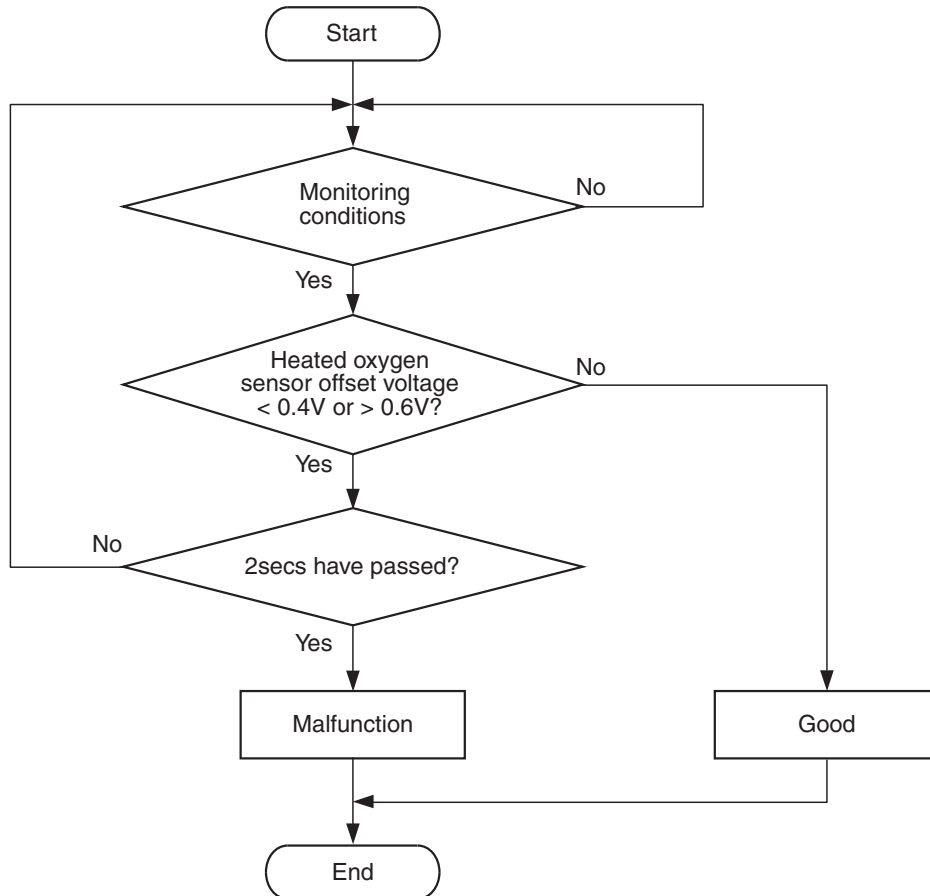 Start
Monitoring
conditions
No
Yes
Heated oxygen
sensor offset voltage
< 0.4V or > 0.6V?
No
Yes
No
2secs have passed?
Yes
Malfunction
Good
End